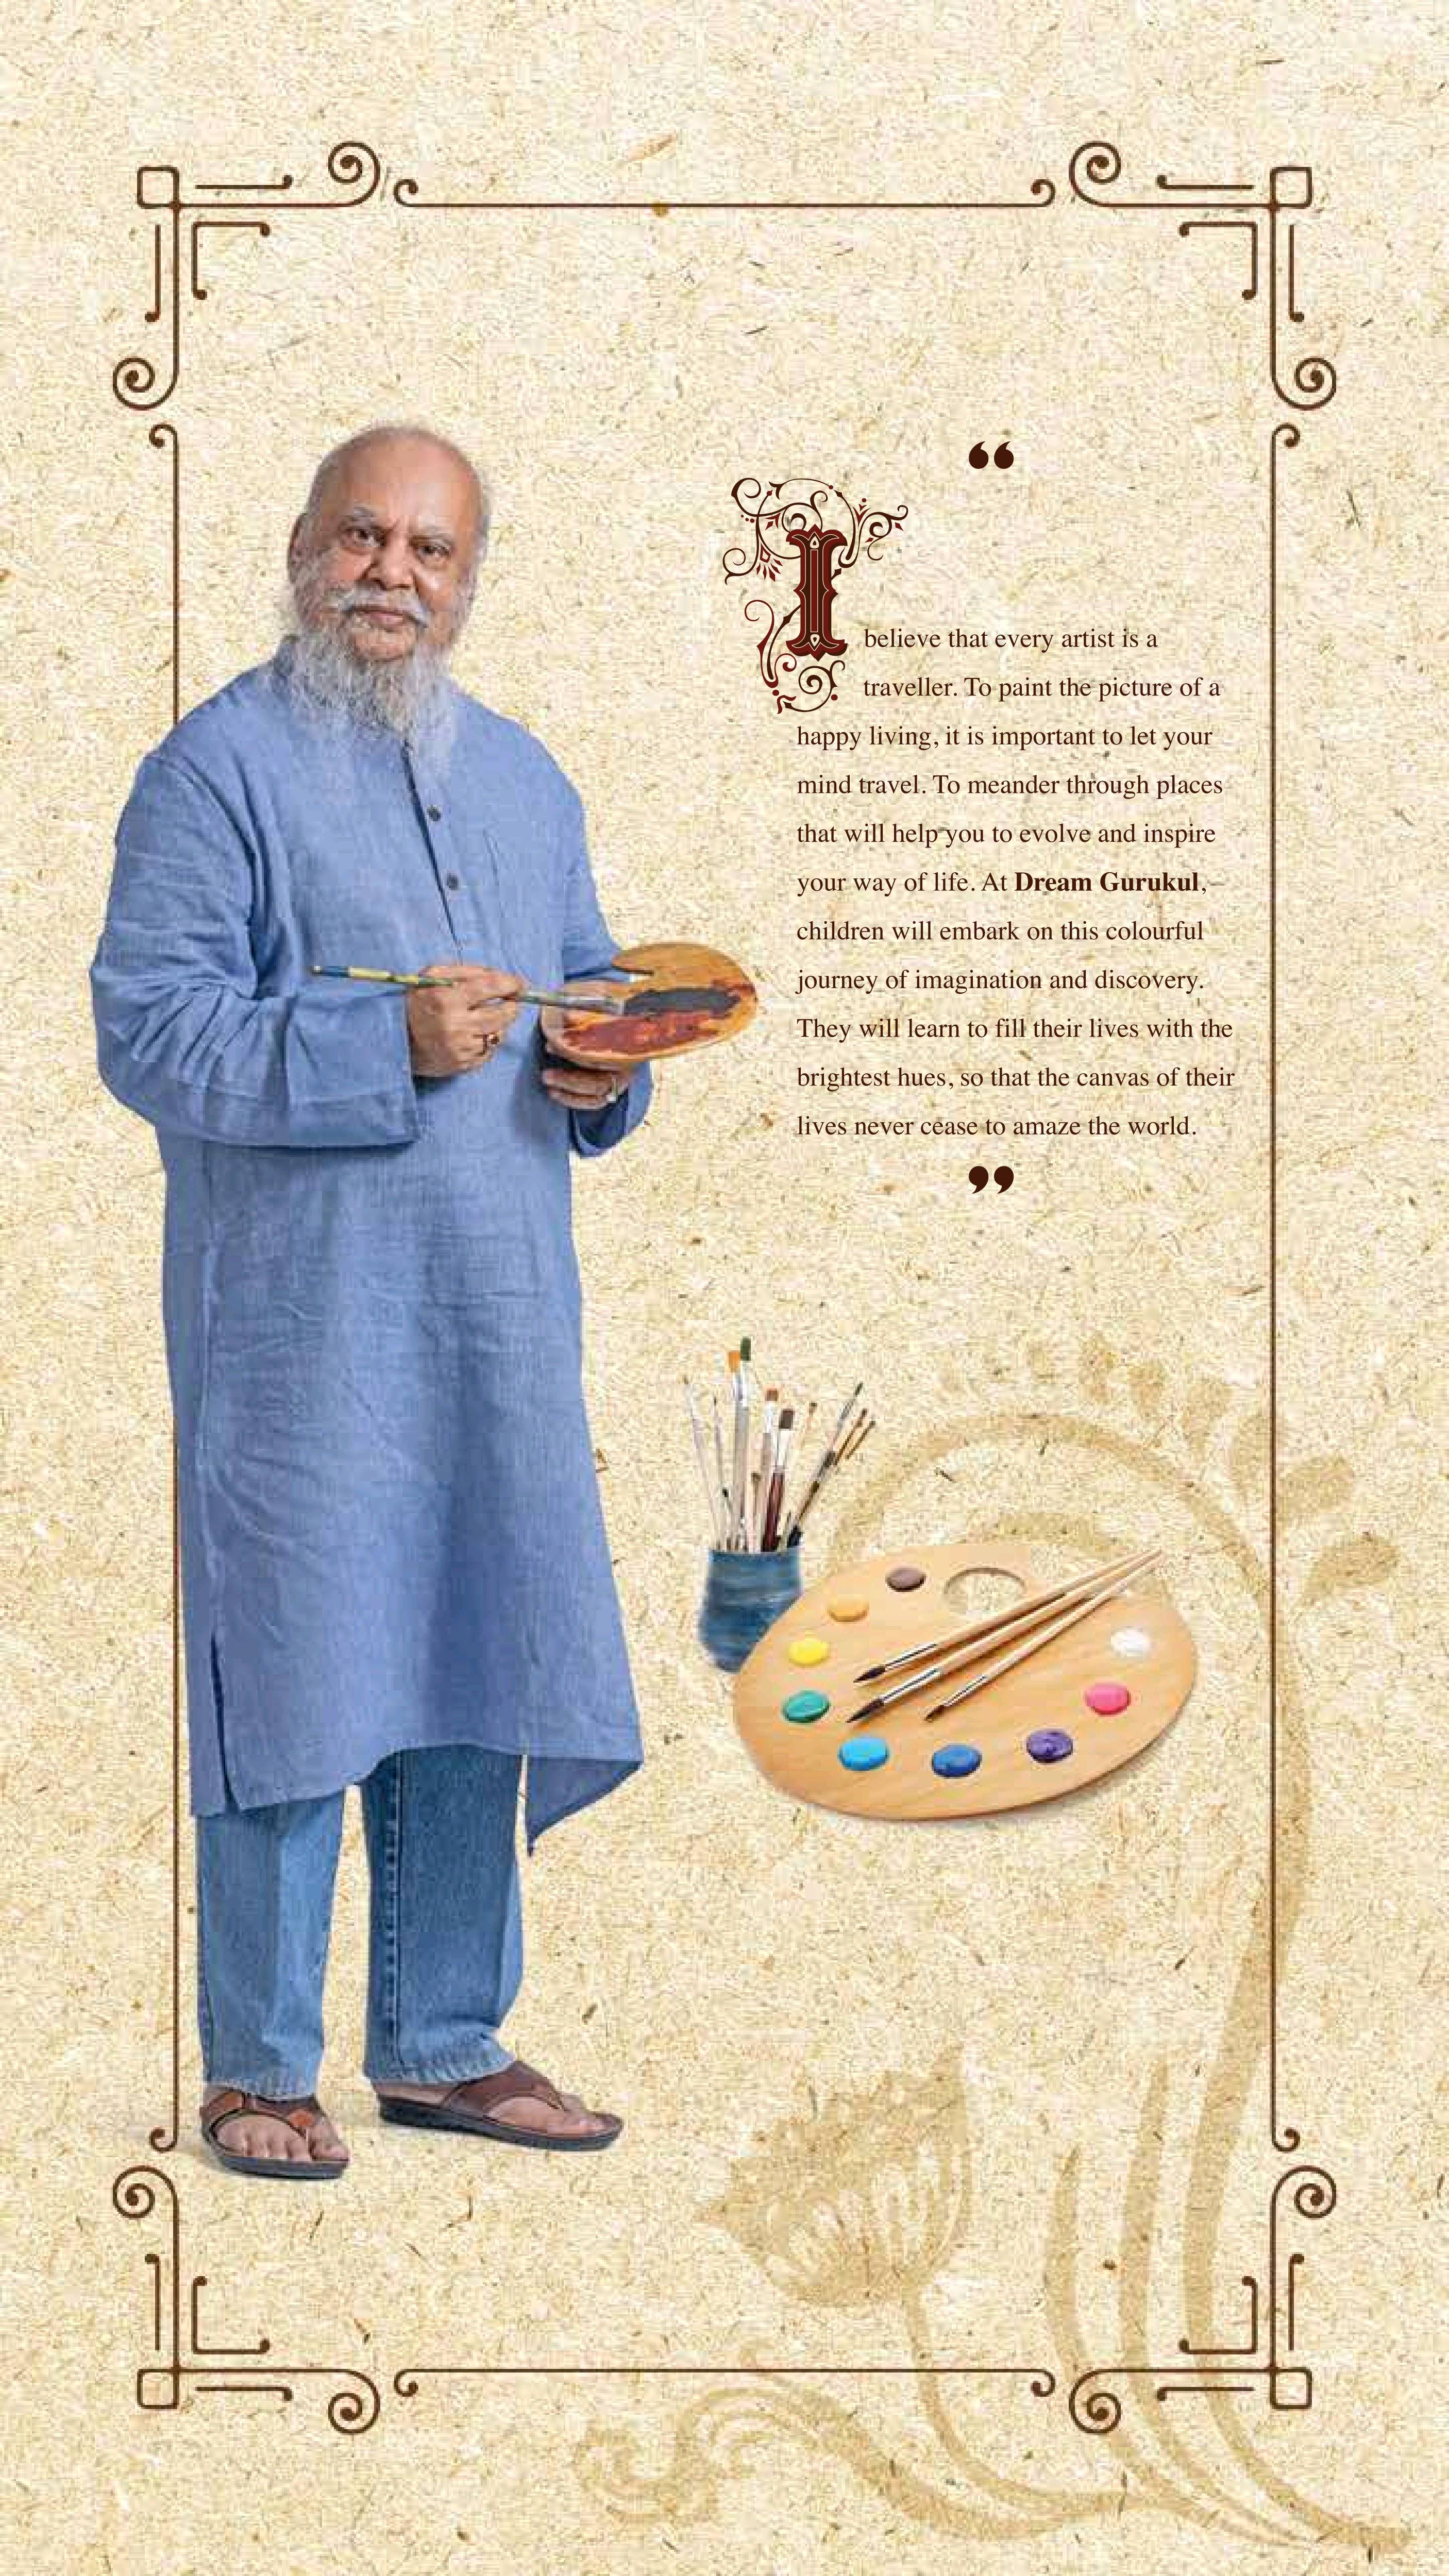 “
I believe that every artist is a
traveller. To paint the picture of a
happy living, it is important to let your
mind travel. To meander through places
that will help you to evolve and inspire
your way of life. At Dream Gurukul,
children will embark on this colourful
journey of imagination and discovery.
They will learn to fill their lives with the
brightest hues, so that the canvas of their
lives never cease to amaze the world.
”